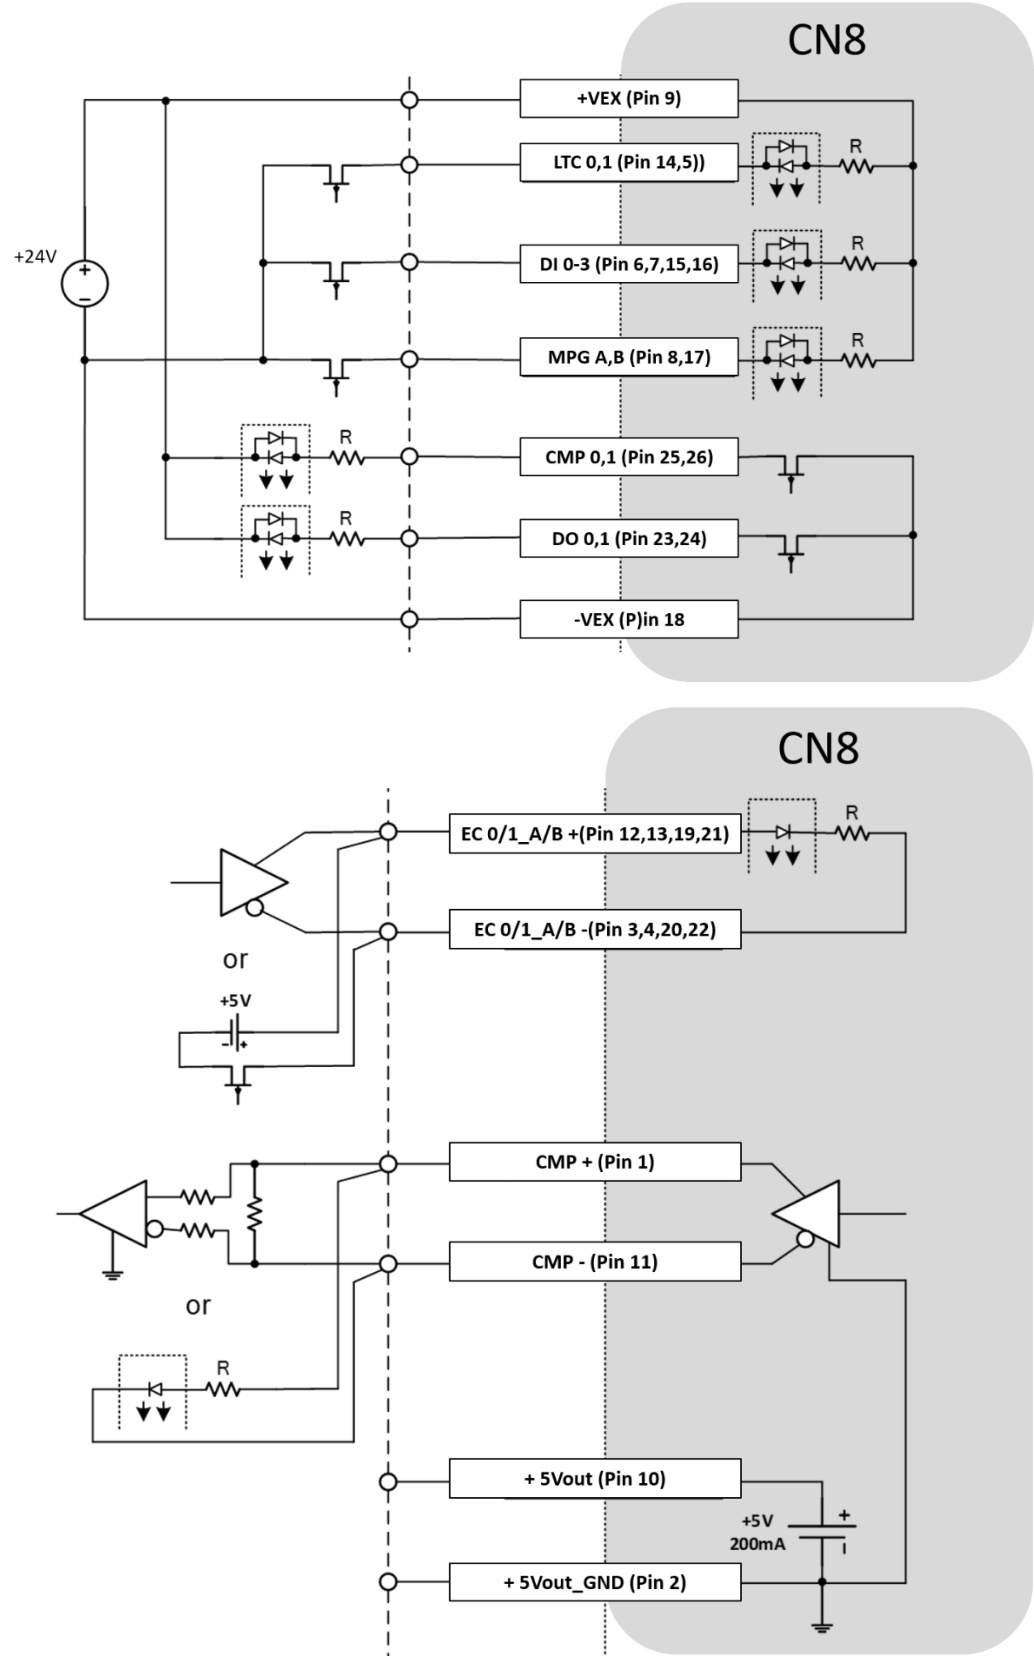 CN8
+VEX (Pin 9)
LTC 0,1 (Pin 14,5))
R
+24V
DI 0-3 (Pin 6,7,15,16)
R
+
−
MPG A,B (Pin 8,17)
R
R
CMP 0,1 (Pin 25,26)
R
DO 0,1 (Pin 23,24)
-VEX (P)in 18
CN8
EC 0/1_A/B +(Pin 12,13,19,21)
R
EC 0/1_A/B -(Pin 3,4,20,22)
or
+5V
- +
CMP + (Pin 1)
CMP - (Pin 11)
or
R
+ 5Vout (Pin 10)
+5V
200mA
+
−
+ 5Vout_GND (Pin 2)